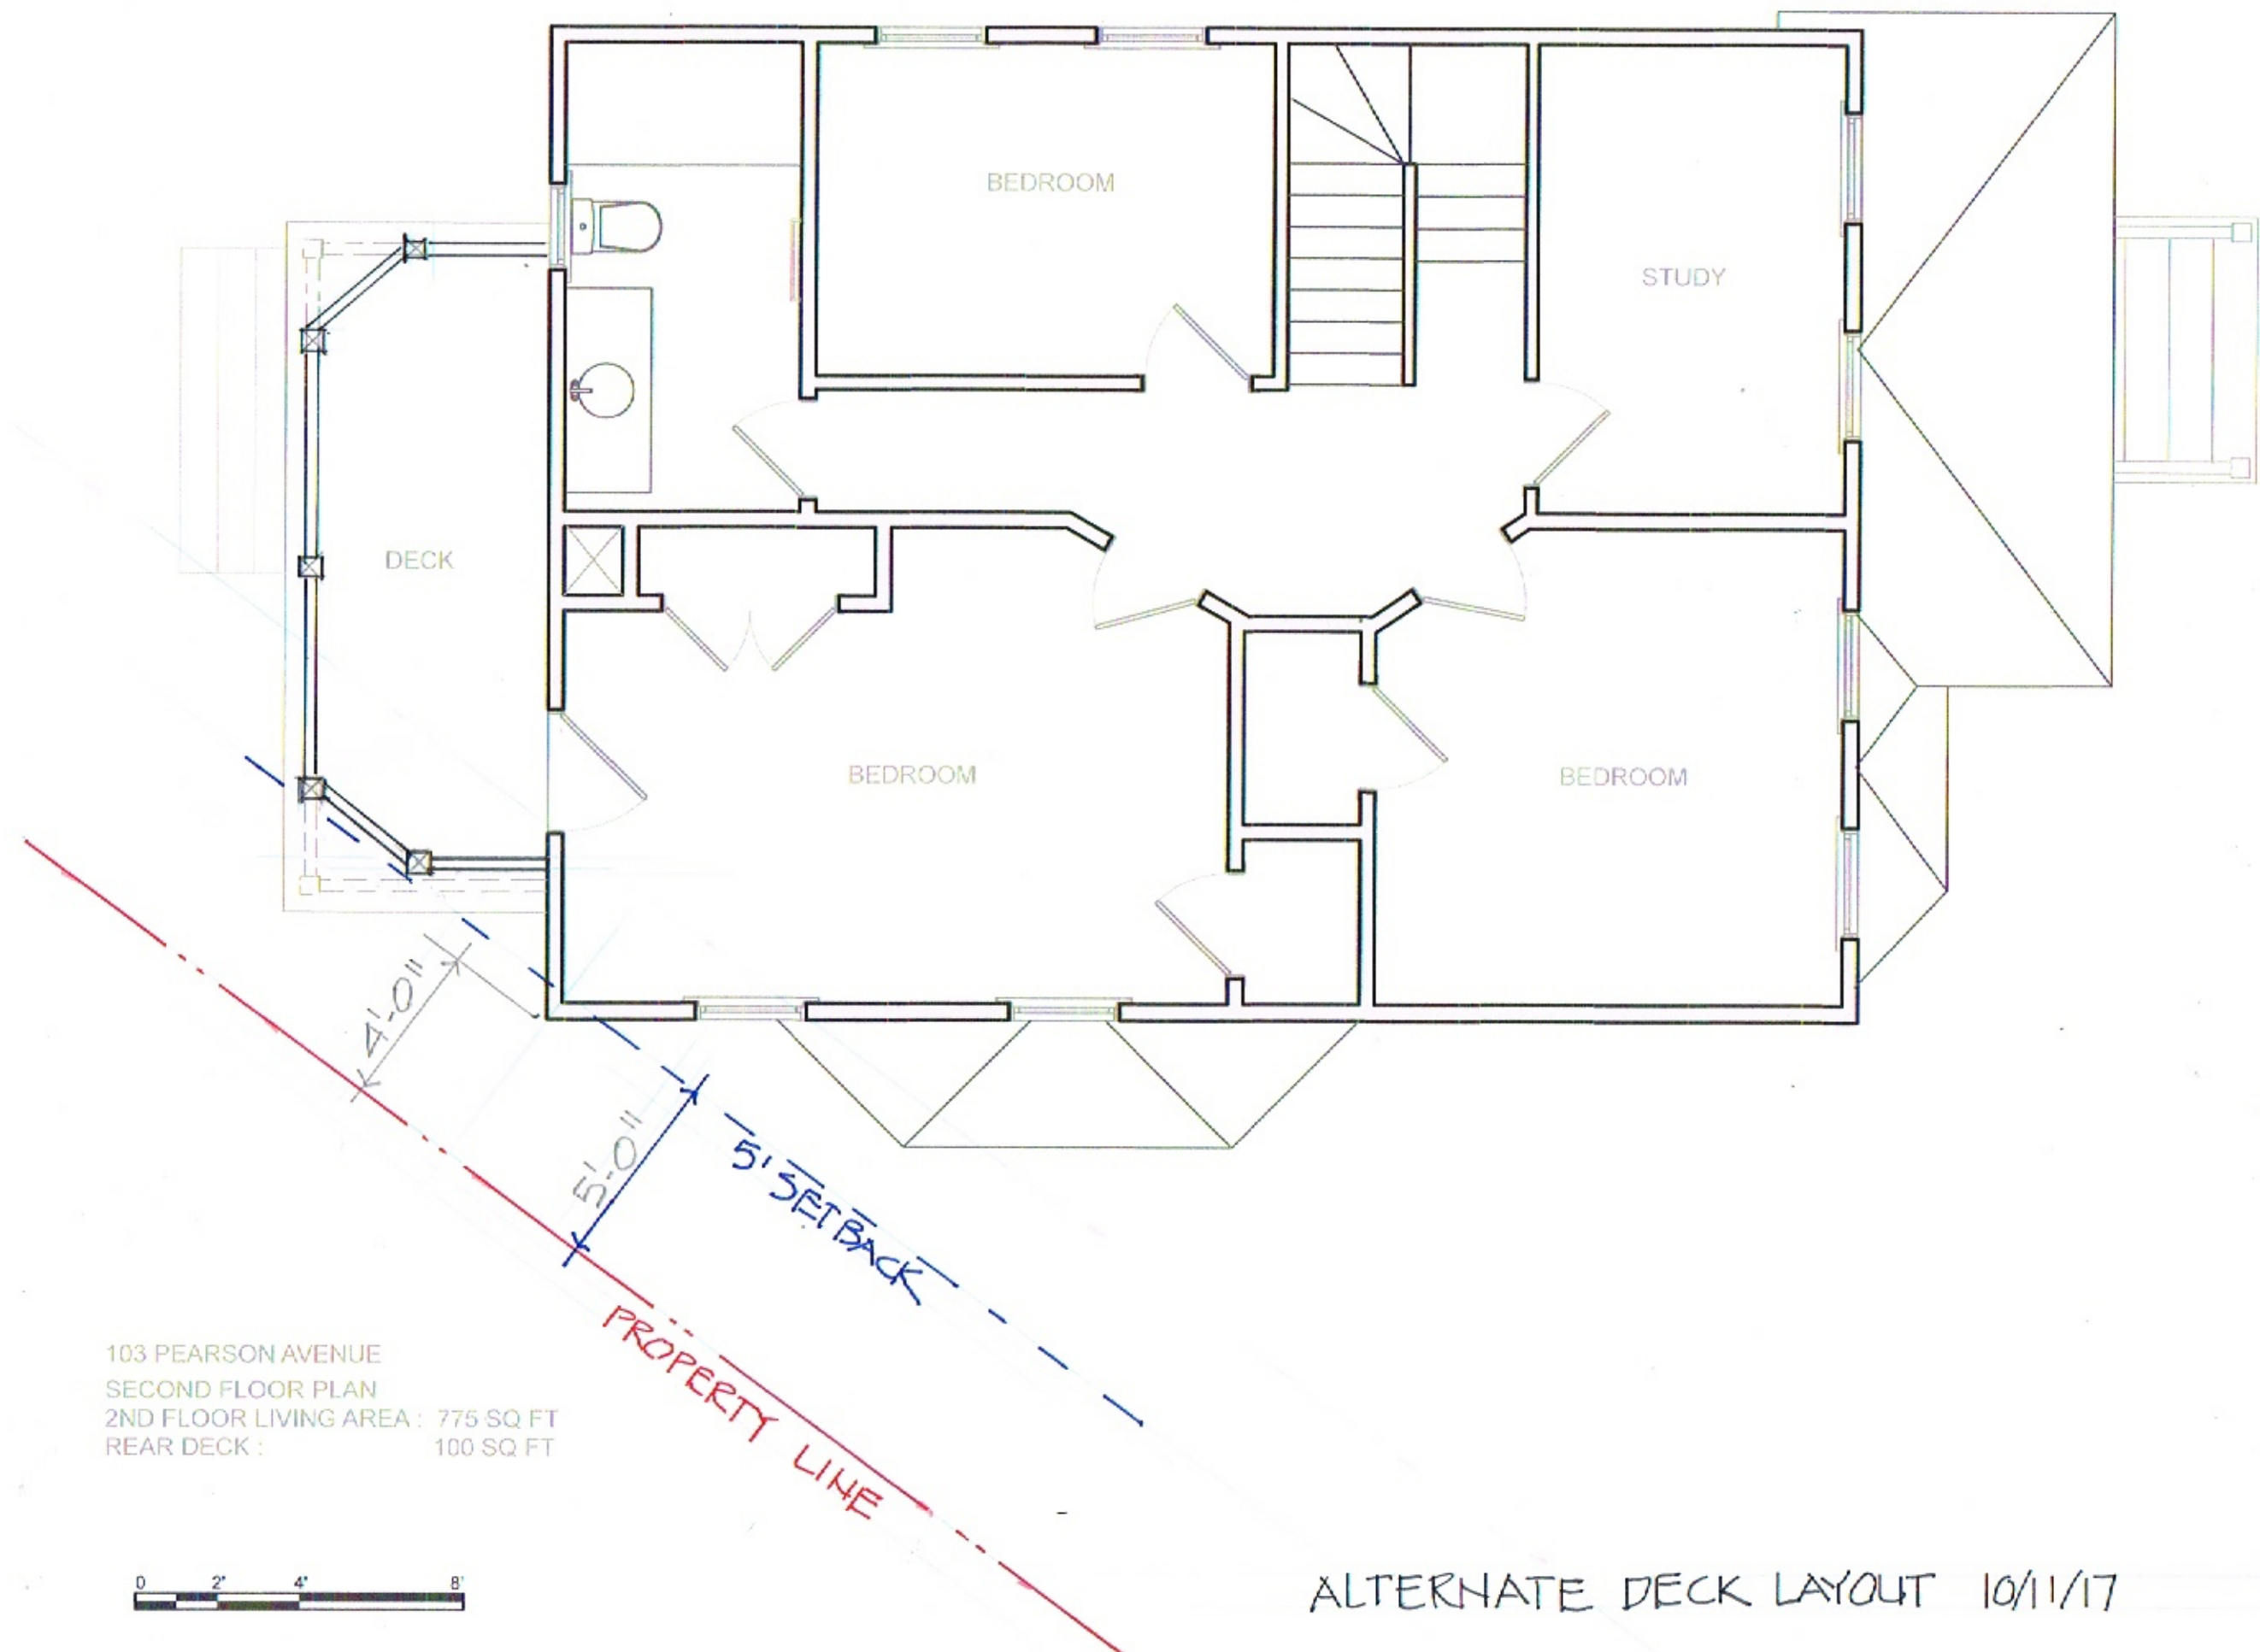 BEDROOM
STUDY
DECK
BEDROOM
BEDROOM
4'-0"
5'-0"
5' SETBACK
PROPERTY LINE
103 PEARSON AVENUE
SECOND FLOOR PLAN
2ND FLOOR LIVING AREA : 775 SQ FT
REAR DECK : 100 SQ FT
0 2' 4' 8'
ALTERNATE DECK LAYOUT 10/11/17